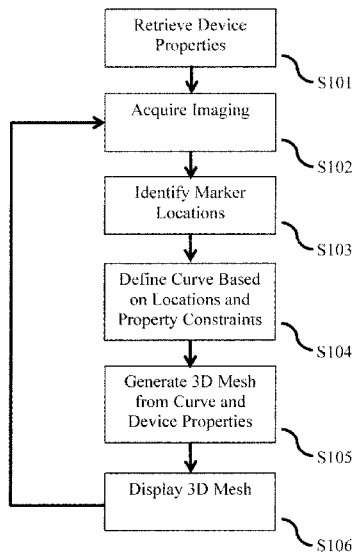 Retrieve Device
Properties
S101
Acquire Imaging
S102
Identify Marker
Locations
S103
Define Curve Based
on Locations and
Property Constraints
S104
Generate 3D Mesh
from Curve and
Device Properties
S105
Display 3D Mesh
S106